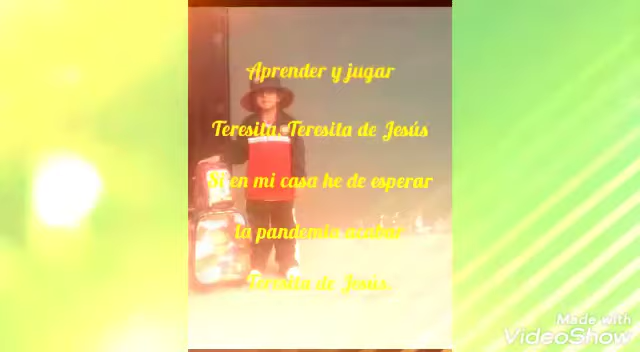 Aprender y jugar
Teresita, Teresita de Jesús
Si en mi casa he de esperar
la pandemia acabar
Teresita de Jesús.
Made with
VideoShow